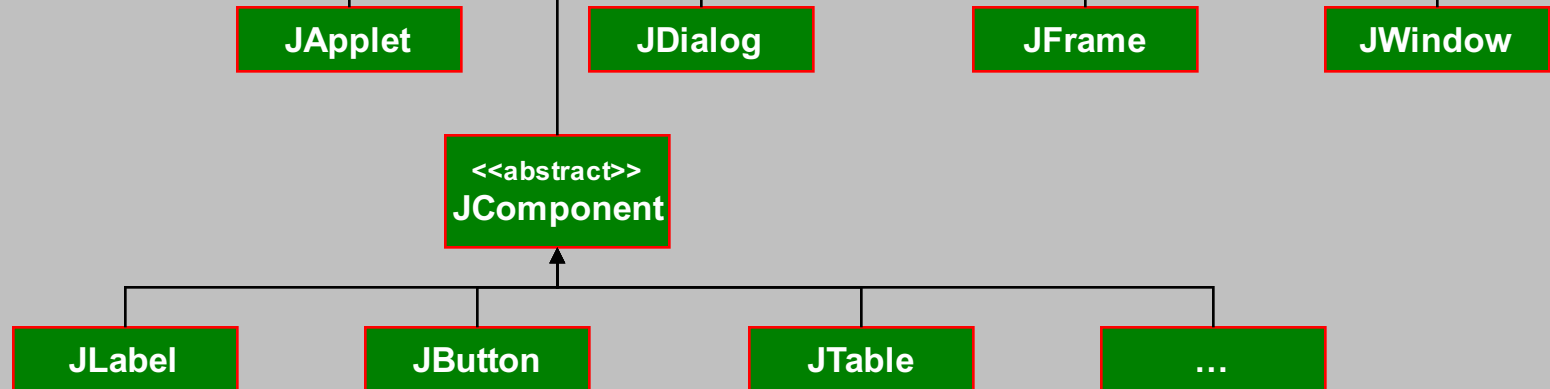 JApplet
JDialog
JFrame
JWindow
<<abstract>>
JComponent
JLabel
JButton
JTable
…